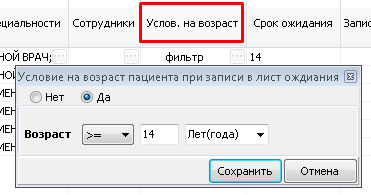 циальности Сотрудники Услов. на возраст Срок ожидания Запис
НОЙ ВРАЧ; ... ... фильтр ... 14
Условие на возраст пациента при записи в лист ождиания
Нет Да
Возраст >= 14 Лет(года)
Сохранить Отмена